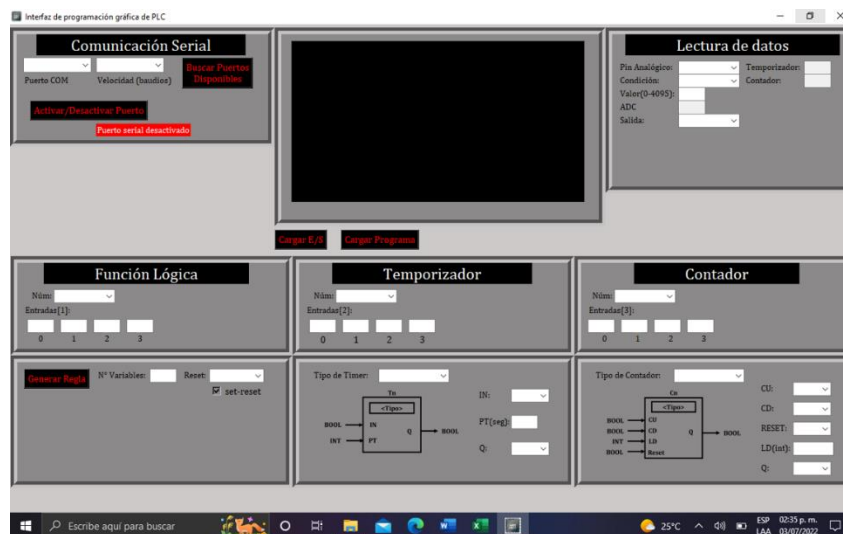 Interfaz de programación gráfica de PLC
Comunicación Serial
Puerto COM
Velocidad (baudios)
Buscar Puertos
Disponibles
Activar/Desactivar Puerto
Puerto serial desactivado
Lectura de datos
Pin Analógico:
Temporizador:
Condición:
Contador:
Valor(0-4095):
ADC
Salida:
Cargar E/S
Cargar Programa
Función Lógica
Núm:
Entradas[1]:
0 1 2 3
Temporizador
Núm:
Entradas[2]:
0 1 2 3
Contador
Núm:
Entradas[3]:
0 1 2 3
Generar Regla
N° Variables:
Reset:
set-reset
Tipo de Timer:
Tn
<Tipo>
BOOL IN
Q BOOL
INT PT
IN:
PT(seg):
Q:
Tipo de Contador:
Cn
<Tipo>
BOOL CU
BOOL CD Q BOOL
INT LD
BOOL Reset
CU:
CD:
RESET:
LD(int):
Q:
Escribe aquí para buscar
25°C
ESP
LAA
02:35 p. m.
03/07/2022